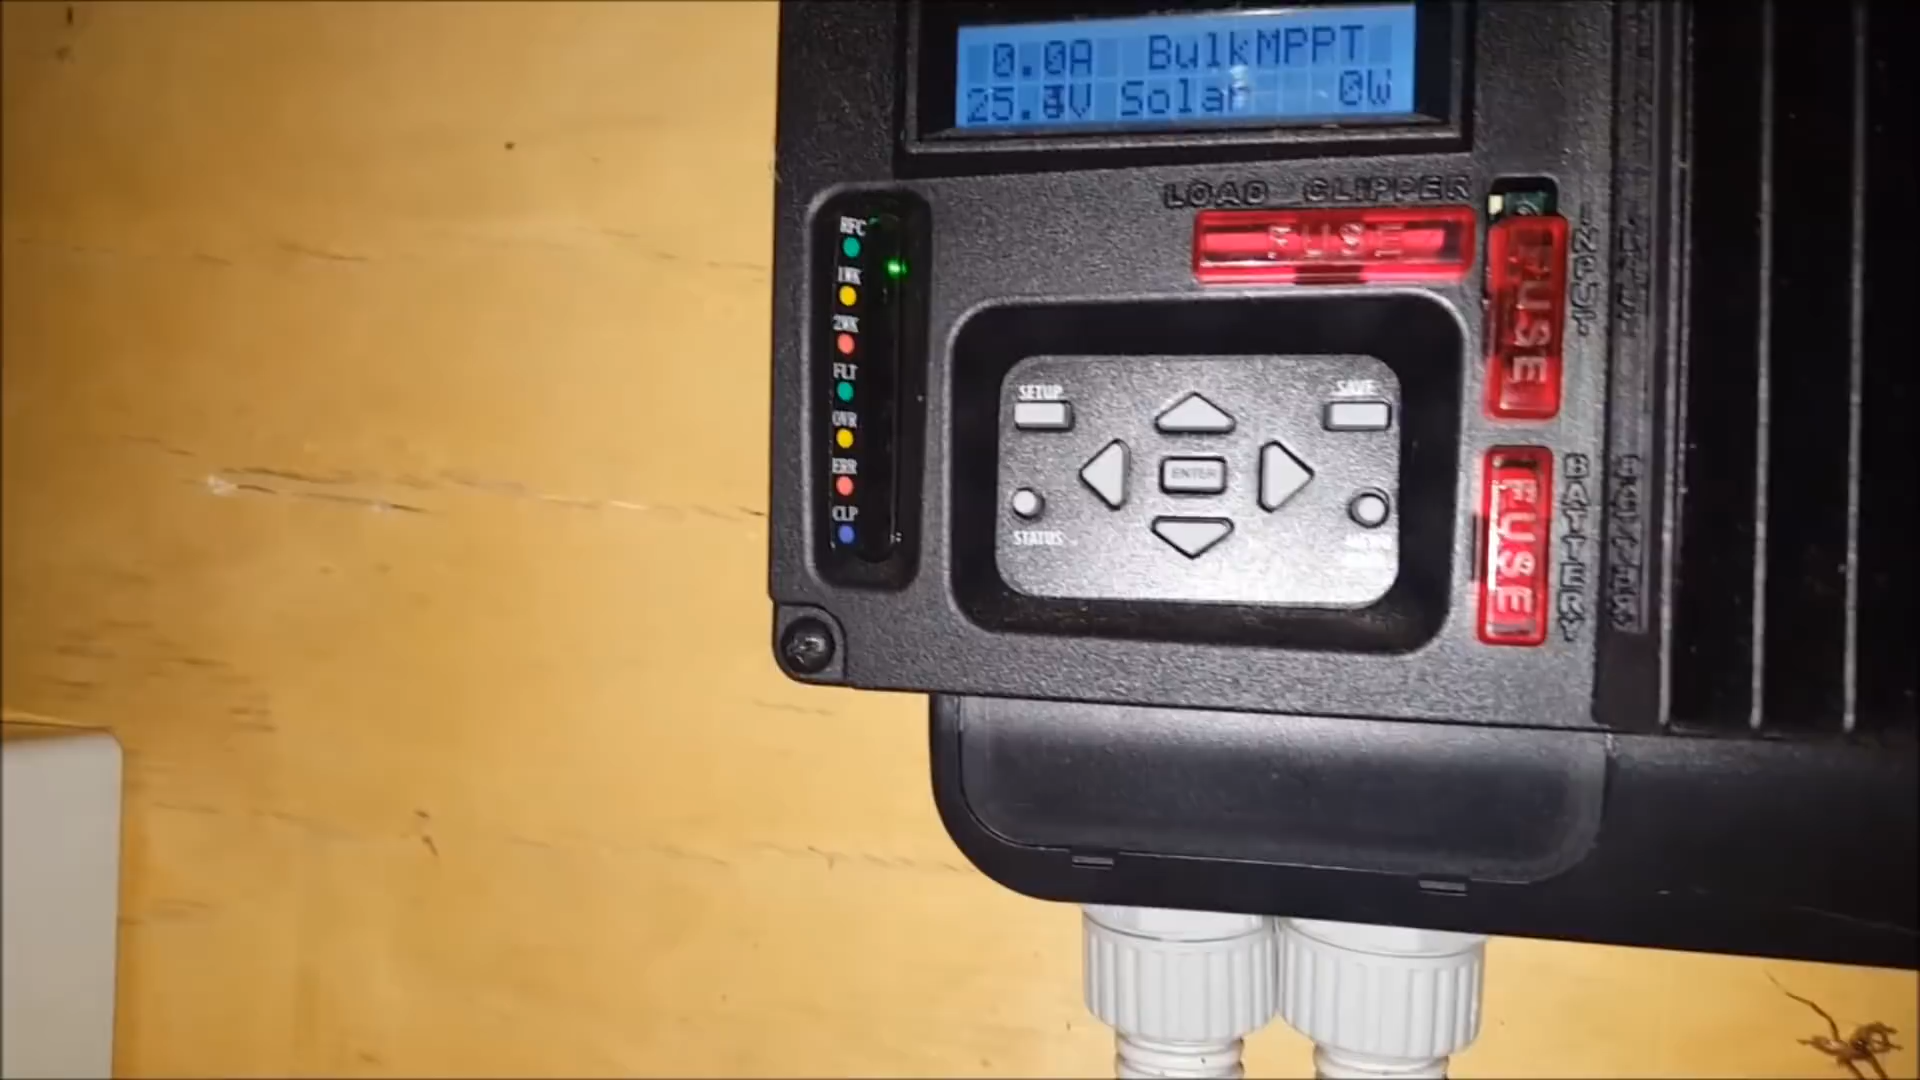 0.0A BulkMPPT
Solar 0W
LOAD CLIPPER
FUSE
FUSE
INPUT
FUSE
BATTERY
RFC
1WK
2WK
FLT
OVR
ERR
CLP
SETUP
SAVE
ENTER
STATUS